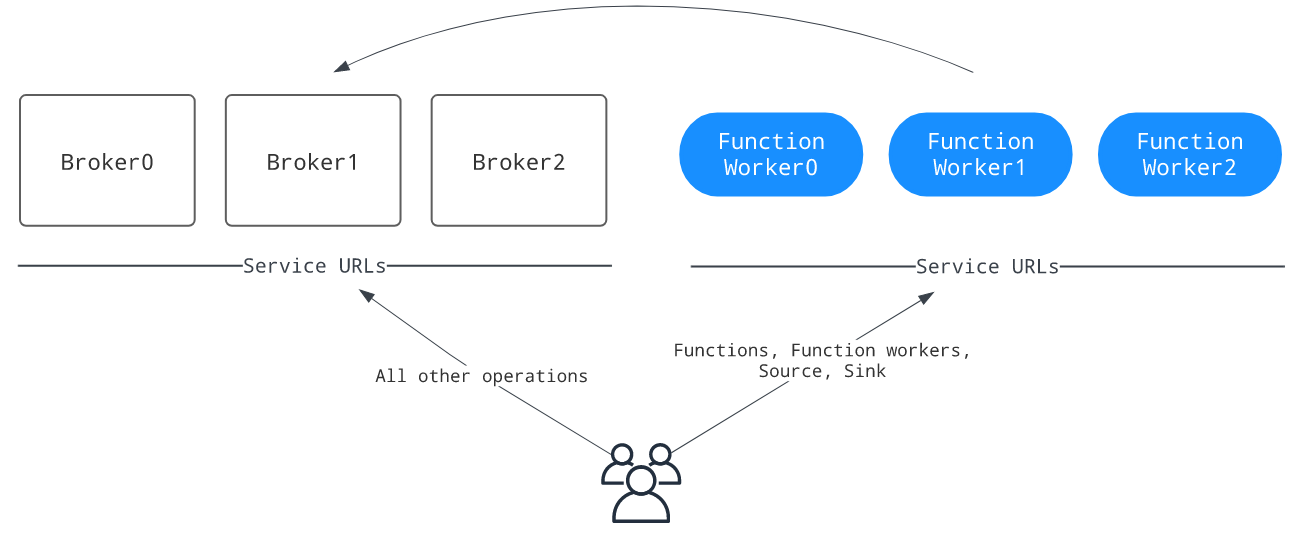 Broker0
Broker1
Broker2
Function
Worker0
Function
Worker1
Function
Worker2
Service URLs
Service URLs
Functions, Function workers,
Source, Sink
All other operations